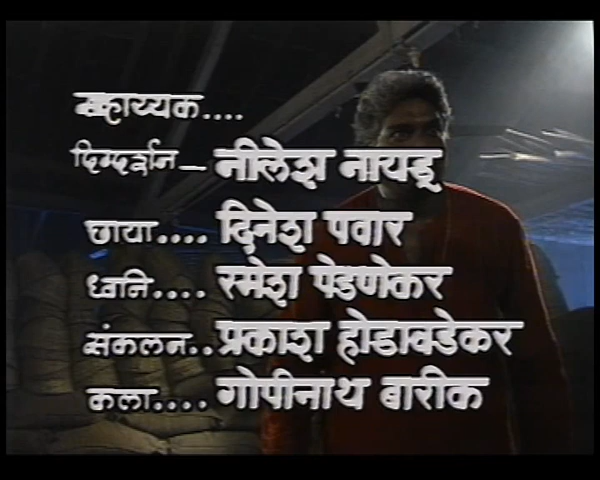 सहाय्यक....
दिग्दर्शन – नीलेश नायडू
छाया.... दिनेश पवार
ध्वनि.... रमेश पेडणेकर
संकलन.. प्रकाश होडावडेकर
कला.... गोपीनाथ बारीक